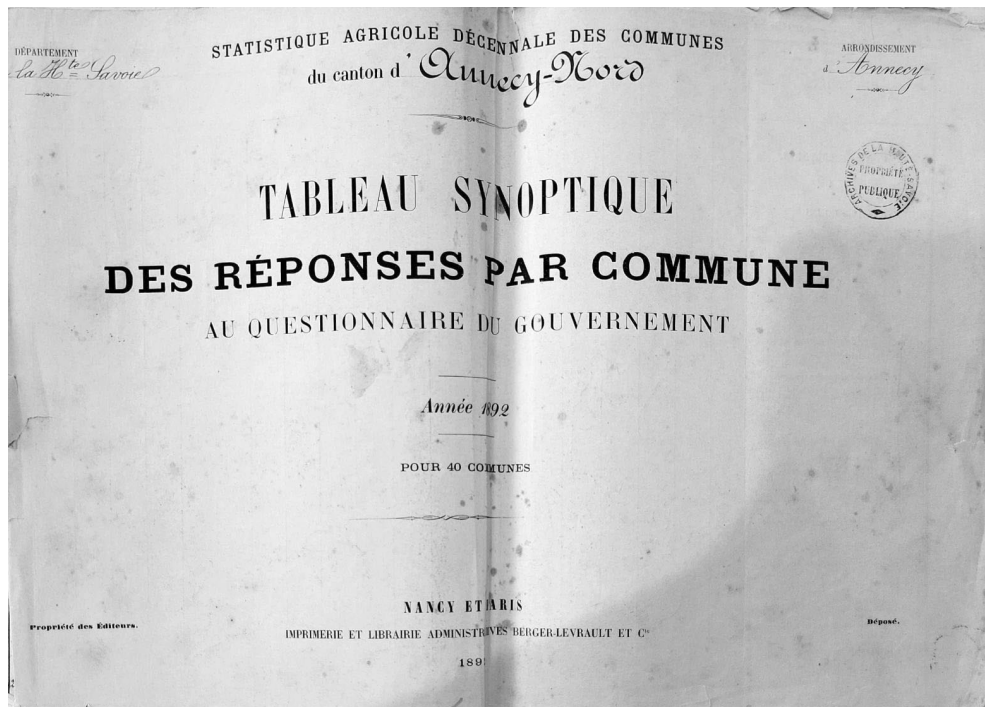 DÉPARTEMENT
la Hte Savoie
STATISTIQUE AGRICOLE DÉCENNALE DES COMMUNES
du canton d'Annecy-Nord
ARRONDISSEMENT
d'Annecy
ARCHIVES DE LA HAUTE-SAVOIE
PROPRIÉTÉ
PUBLIQUE
TABLEAU SYNOPTIQUE
DES RÉPONSES PAR COMMUNE
AU QUESTIONNAIRE DU GOUVERNEMENT
Année 1892
POUR 40 COMUNES
NANCY ET PARIS
Propriété des Éditeurs.
IMPRIMERIE ET LIBRAIRIE ADMINISTRATIVES BERGER-LEVRAULT ET Cie
Déposé.